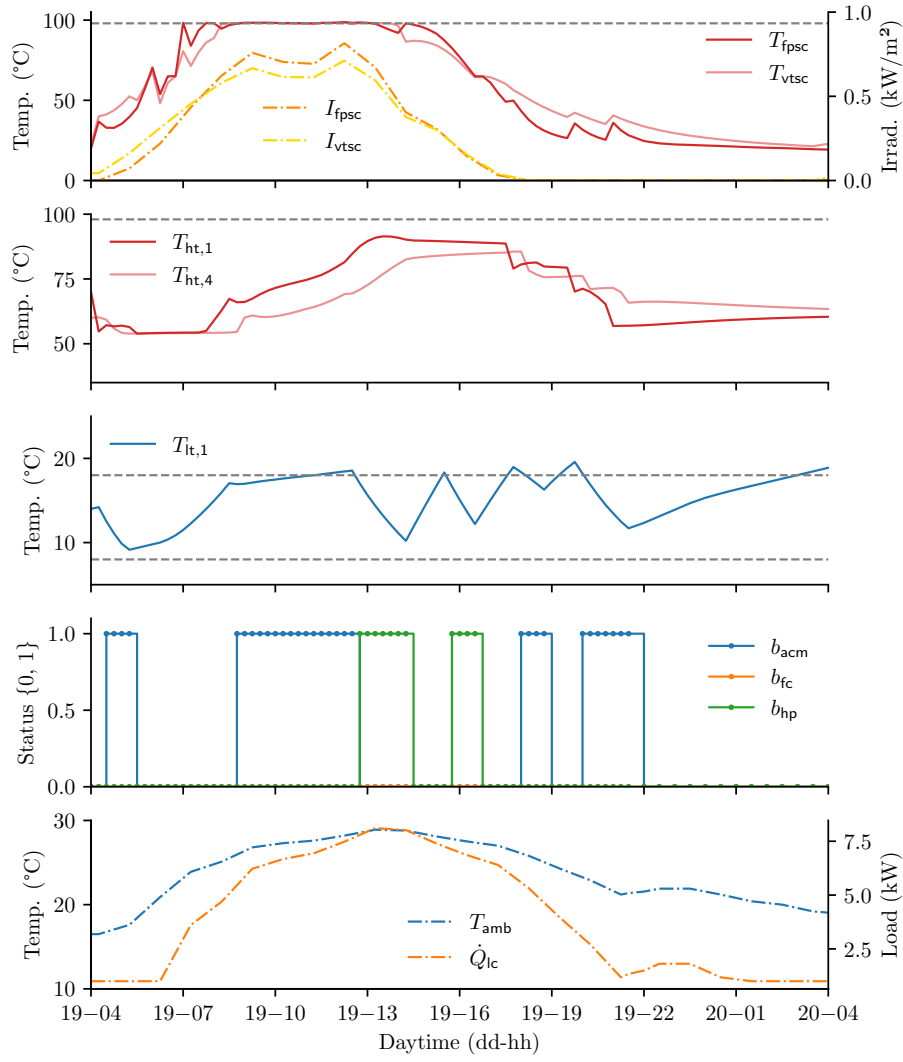 100
50
0
Temp. (°C)
T_fpsc
T_vtsc
I_fpsc
I_vtsc
1.0
0.5
0.0
Irrad. (kW/m²)
100
75
50
Temp. (°C)
T_ht,1
T_ht,4
20
10
Temp. (°C)
T_lt,1
1.0
0.5
0.0
Status {0, 1}
b_acm
b_fc
b_hp
30
20
10
Temp. (°C)
T_amb
Q̇_lc
7.5
5.0
2.5
Load (kW)
19−04 19−07 19−10 19−13 19−16 19−19 19−22 20−01 20−04
Daytime (dd-hh)